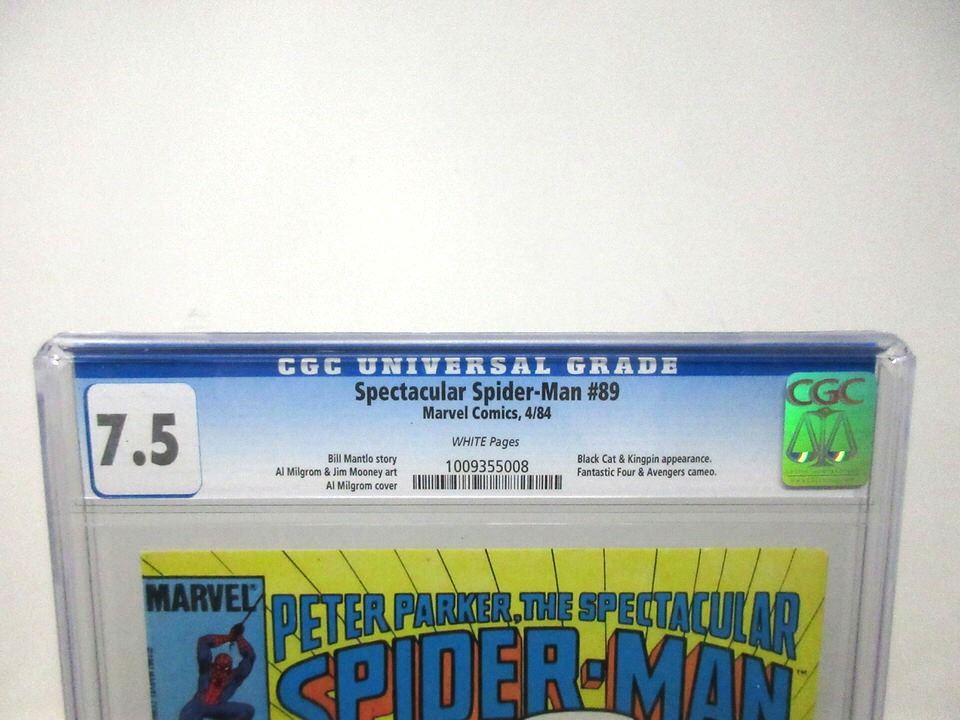 CGC UNIVERSAL GRADE
7.5
Spectacular Spider-Man #89
Marvel Comics, 4/84
WHITE Pages
Bill Mantlo story
Al Milgrom & Jim Mooney art
Al Milgrom cover
1009355008
Black Cat & Kingpin appearance.
Fantastic Four & Avengers cameo.
CGC
MARVEL®
PETER PARKER, THE SPECTACULAR
SPIDER-MAN™